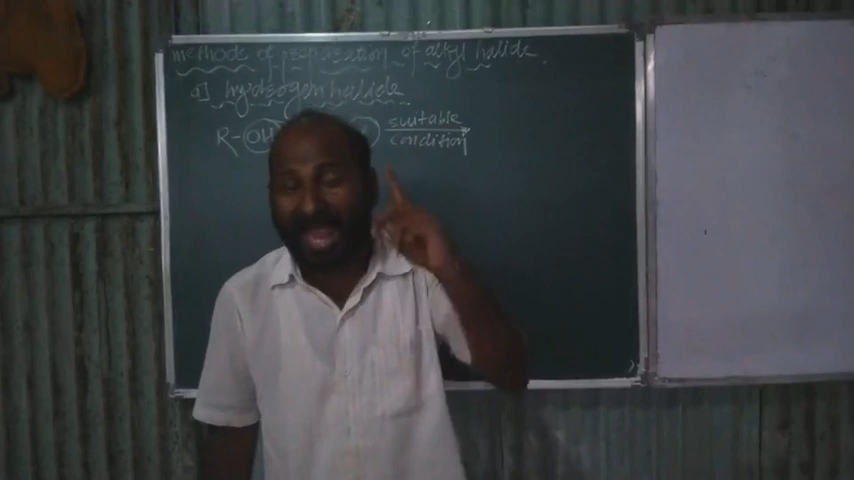 methods of preparation of alkyl halide.
a] hydrogen halide.
R-OH suitable
condition